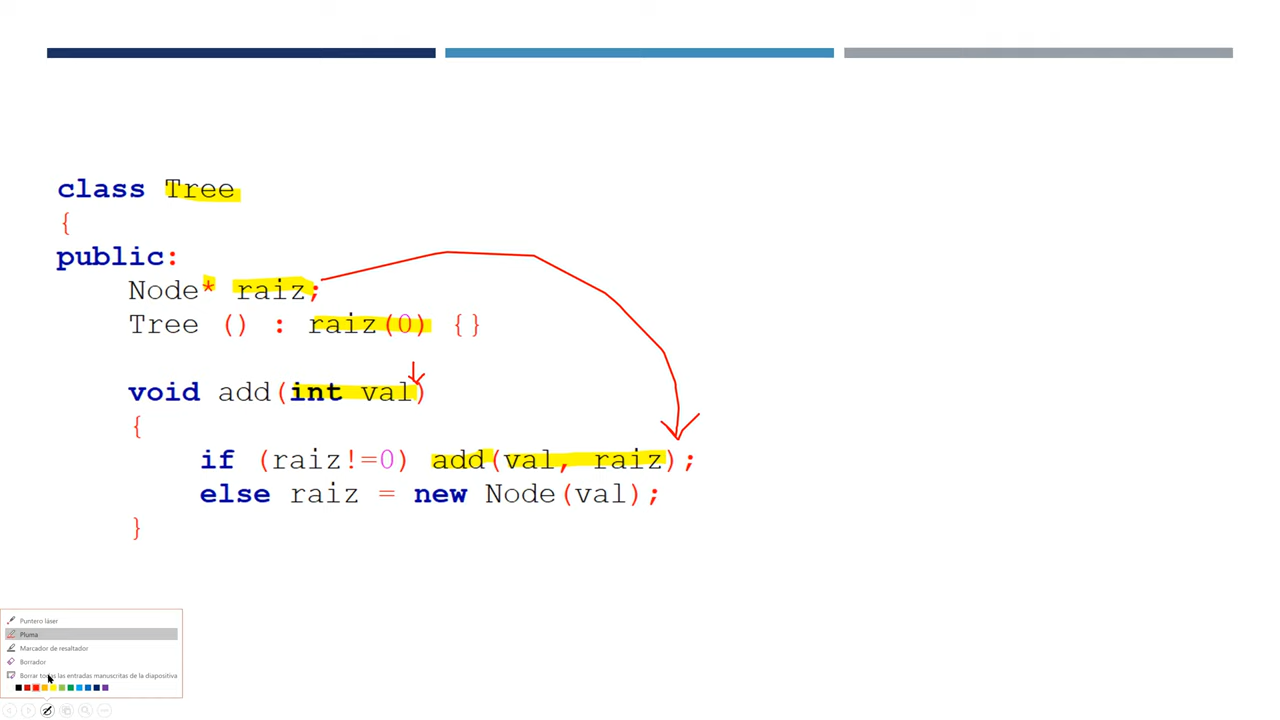 class Tree
{
public:
Node* raiz;
Tree () : raiz(0) {}
void add(int val)
{
if (raiz!=0) add(val, raiz);
else raiz = new Node(val);
}
Puntero láser
Pluma
Marcador de resaltador
Borrador
Borrar todas las entradas manuscritas de la diapositiva